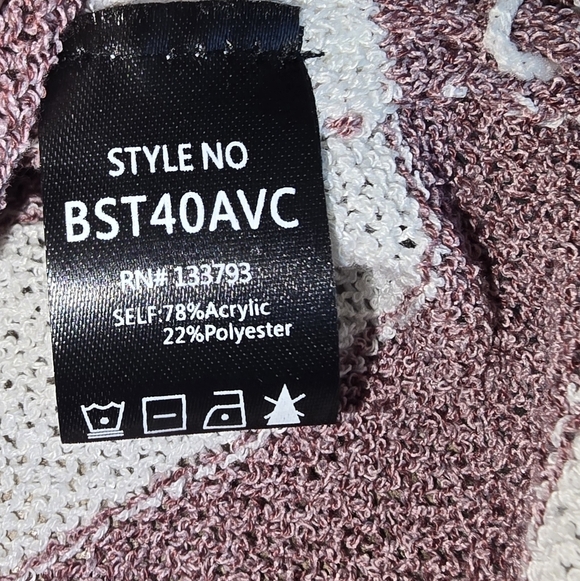 STYLE NO
BST40AVC
RN# 133793
SELF:78%Acrylic
22%Polyester